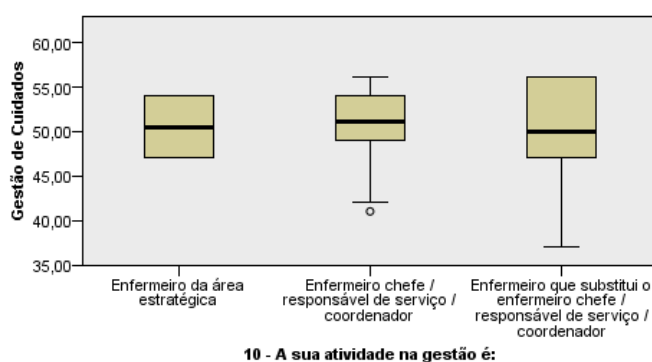 60,00
55,00
50,00
45,00
40,00
35,00
Gestão de Cuidados
Enfermeiro da área
estratégica
Enfermeiro chefe /
responsável de serviço /
coordenador
Enfermeiro que substitui o
enfermeiro chefe /
responsável de serviço /
coordenador
10 - A sua atividade na gestão é: